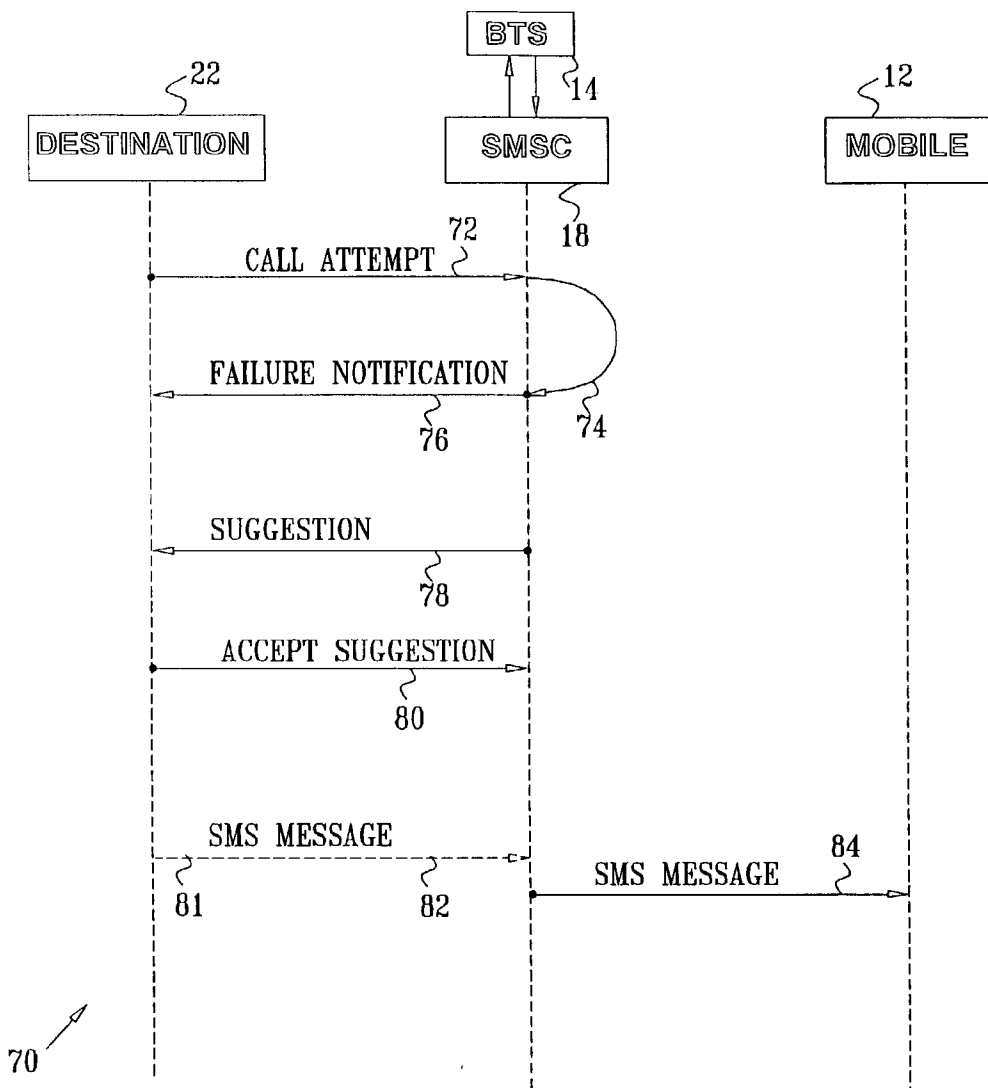 BTS
14
22
12
DESTINATION
SMSC
MOBILE
18
72
CALL ATTEMPT
FAILURE NOTIFICATION
74
76
SUGGESTION
78
ACCEPT SUGGESTION
80
SMS MESSAGE
81
82
84
SMS MESSAGE
70